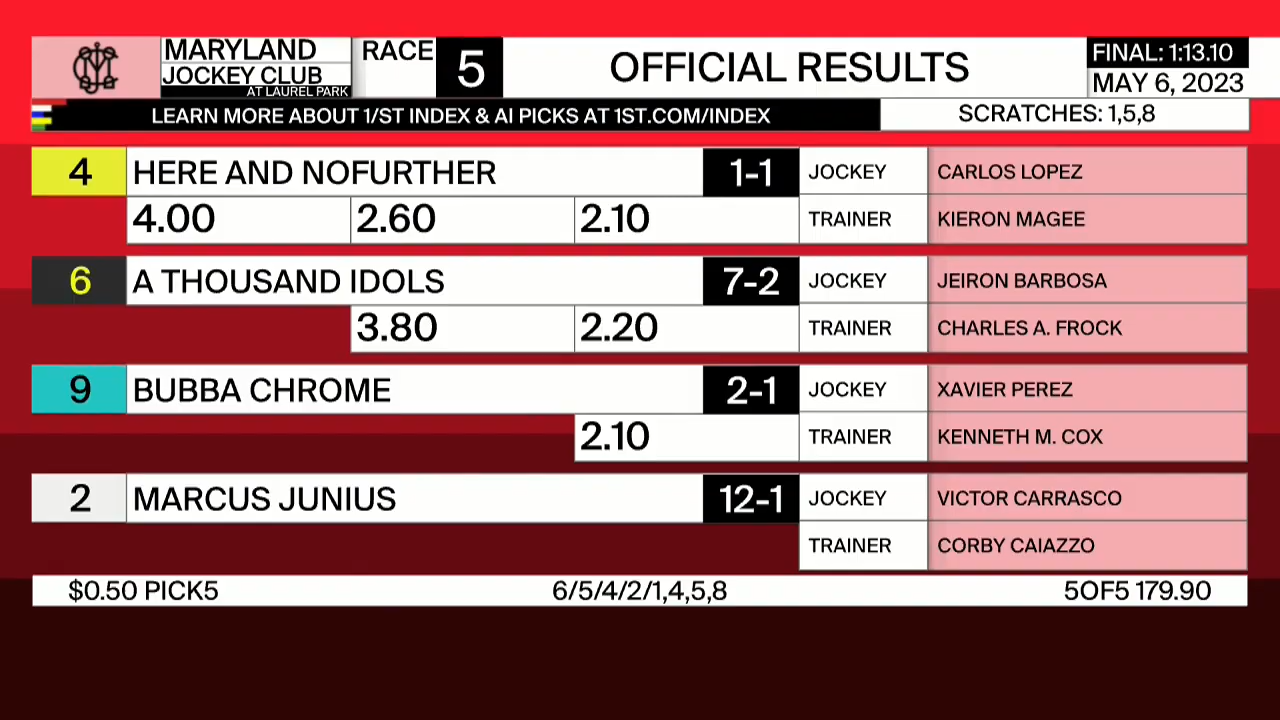 MARYLAND
JOCKEY CLUB
AT LAUREL PARK
RACE 5
OFFICIAL RESULTS
FINAL: 1:13.10
MAY 6, 2023
LEARN MORE ABOUT 1/ST INDEX & AI PICKS AT 1ST.COM/INDEX
SCRATCHES: 1,5,8
4 HERE AND NOFURTHER 1-1 JOCKEY CARLOS LOPEZ
4.00 2.60 2.10 TRAINER KIERON MAGEE
6 A THOUSAND IDOLS 7-2 JOCKEY JEIRON BARBOSA
3.80 2.20 TRAINER CHARLES A. FROCK
9 BUBBA CHROME 2-1 JOCKEY XAVIER PEREZ
2.10 TRAINER KENNETH M. COX
2 MARCUS JUNIUS 12-1 JOCKEY VICTOR CARRASCO
TRAINER CORBY CAIAZZO
$0.50 PICK5 6/5/4/2/1,4,5,8 5OF5 179.90